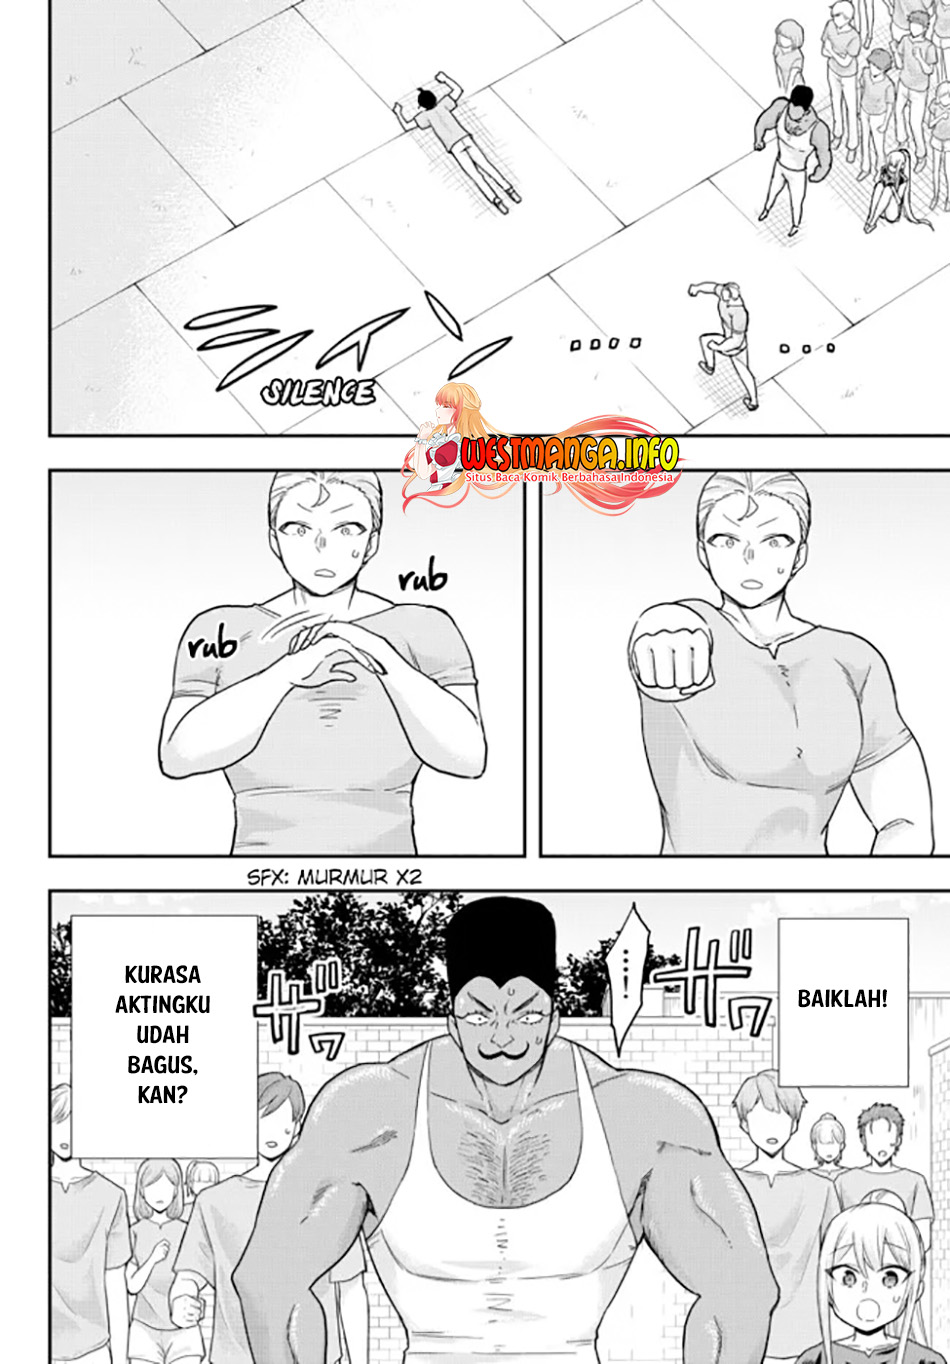 シィン
SILENCE
....
...
WESTMANGA.INFO
Situs Baca Komik Berbahasa Indonesia
rub
rub
SFX: MURMUR X2
BAIKLAH!
ザワ
....
ザワ
KURASA
AKTINGKU
UDAH
BAGUS,
KAN?